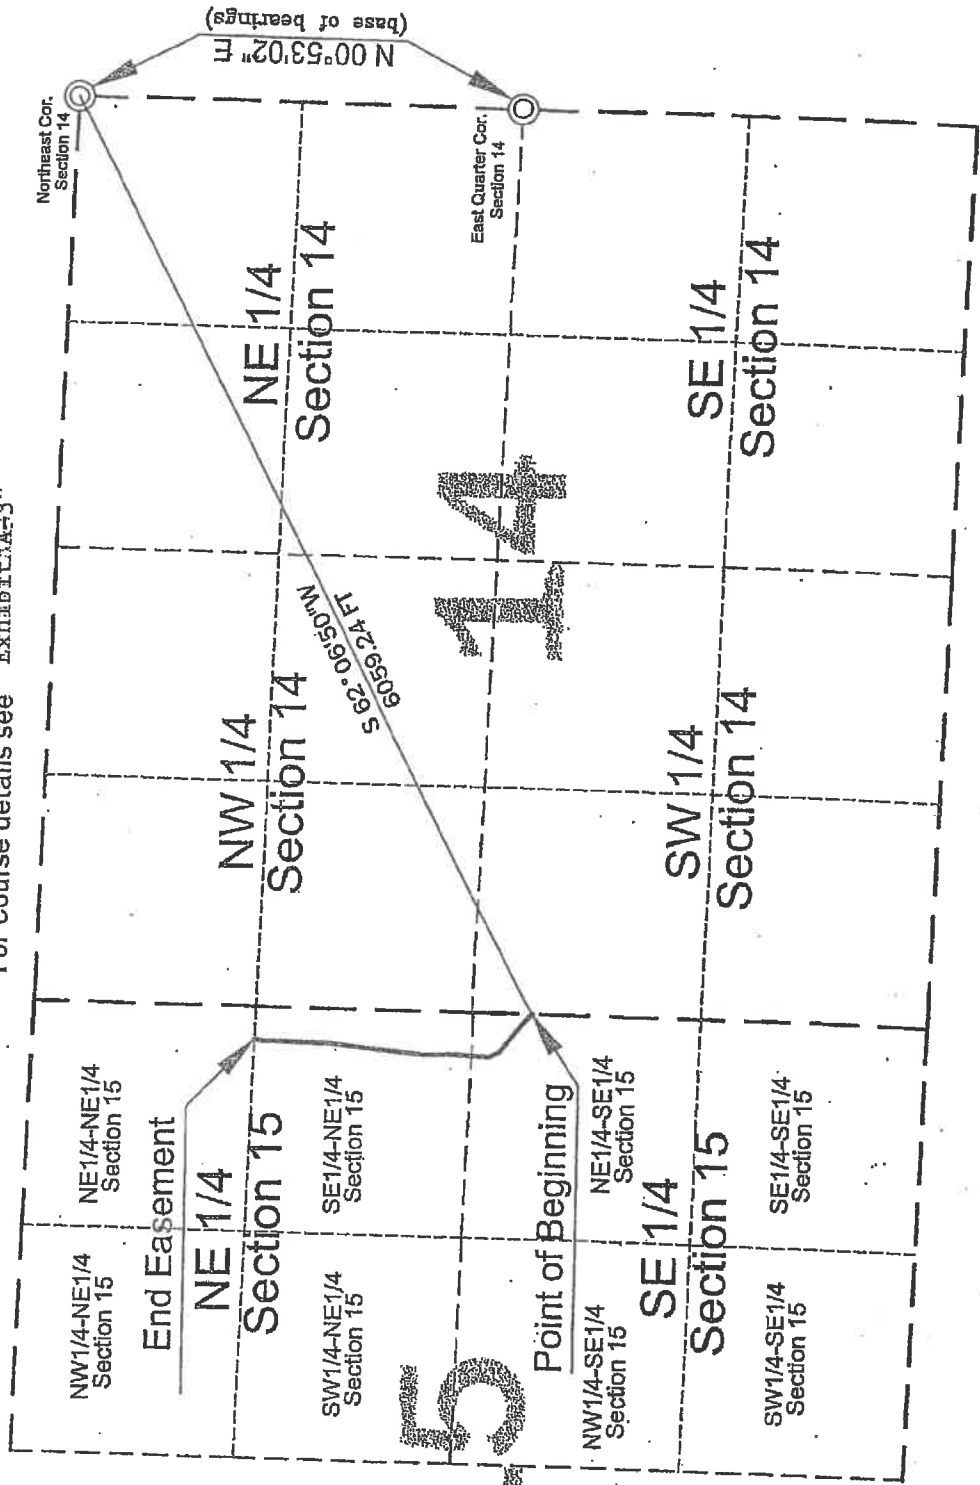 For course details see "Exhibit A-3"
N 00°53'02" E
(base of bearings)
Northeast Cor.
Section 14
East Quarter Cor.
Section 14
NE 1/4
Section 14
SE 1/4
Section 14
14
S 62°06'50"W
6059.24 FT
NW 1/4
Section 14
SW 1/4
Section 14
NE1/4-NE1/4
Section 15
End Easement
NE 1/4
Section 15
SE1/4-NE1/4
Section 15
Point of Beginning
NE1/4-SE1/4
Section 15
SE 1/4
Section 15
SE1/4-SE1/4
Section 15
NW1/4-NE1/4
Section 15
SW1/4-NE1/4
Section 15
5
NW1/4-SE1/4
Section 15
SW1/4-SE1/4
Section 15